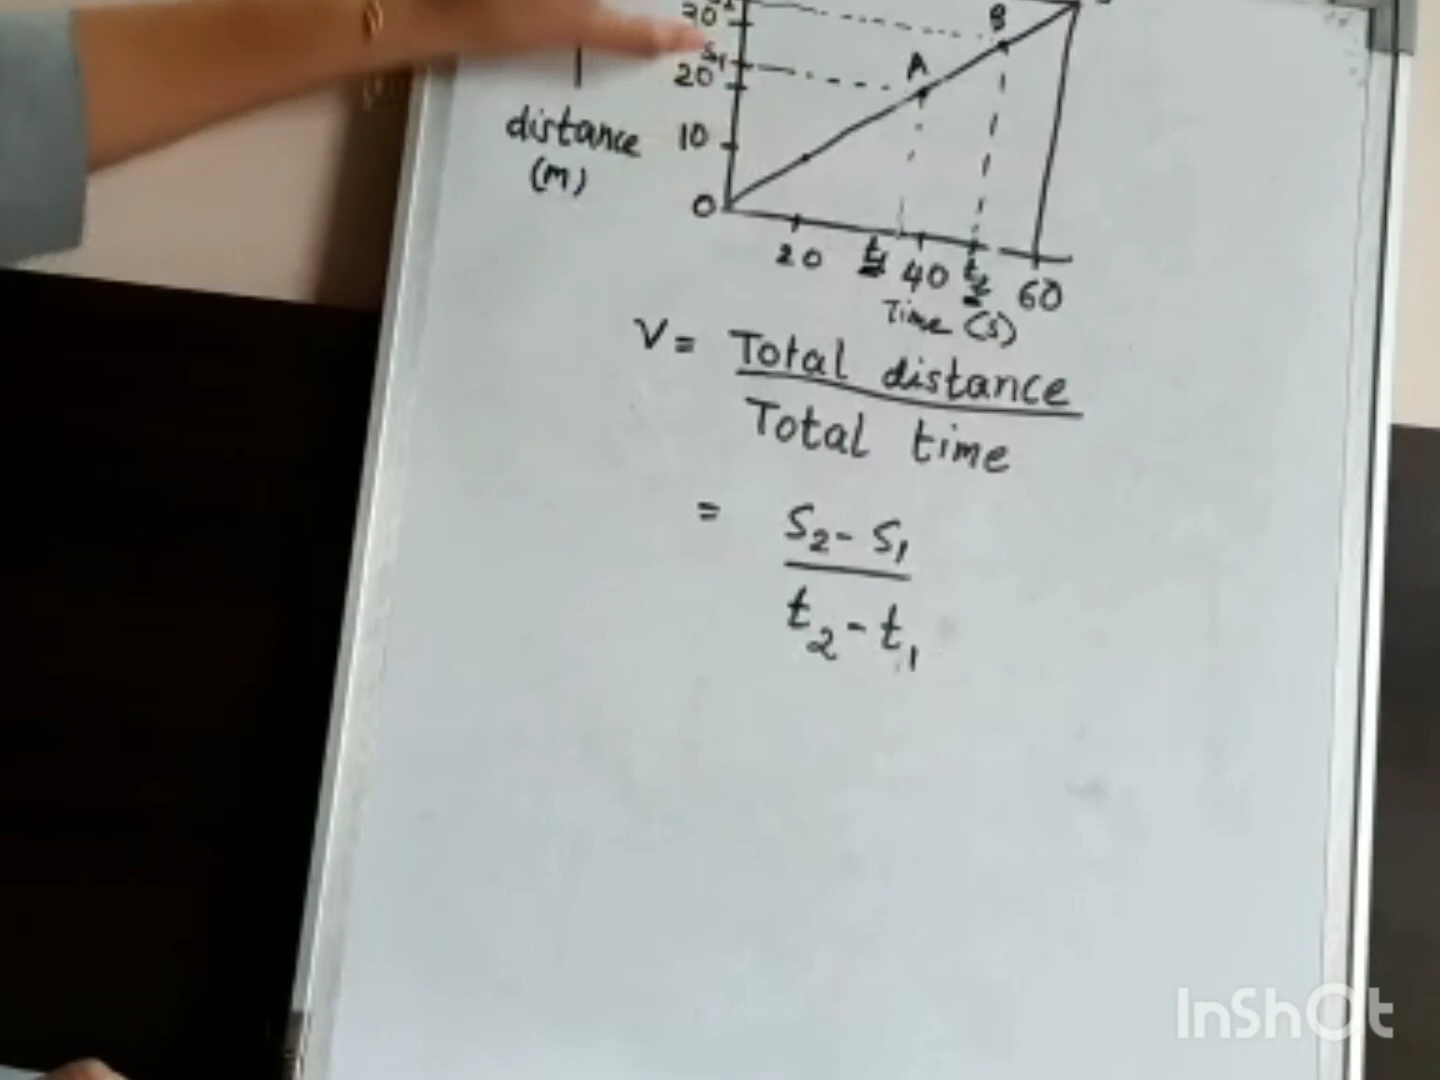 30
B
S1
A
20
distance
(m)
10
0
20 t1 40 t2 60
Time (s)
V = Total distance
Total time
= S2 - S1
t2 - t1
InShOt